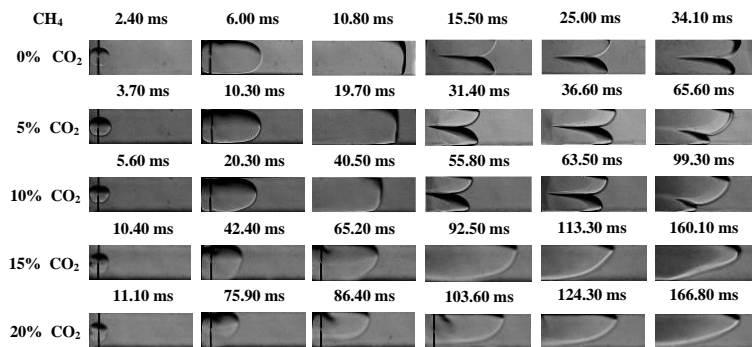 CH4 2.40 ms 6.00 ms 10.80 ms 15.50 ms 25.00 ms 34.10 ms
0% CO2
3.70 ms 10.30 ms 19.70 ms 31.40 ms 36.60 ms 65.60 ms
5% CO2
5.60 ms 20.30 ms 40.50 ms 55.80 ms 63.50 ms 99.30 ms
10% CO2
10.40 ms 42.40 ms 65.20 ms 92.50 ms 113.30 ms 160.10 ms
15% CO2
11.10 ms 75.90 ms 86.40 ms 103.60 ms 124.30 ms 166.80 ms
20% CO2